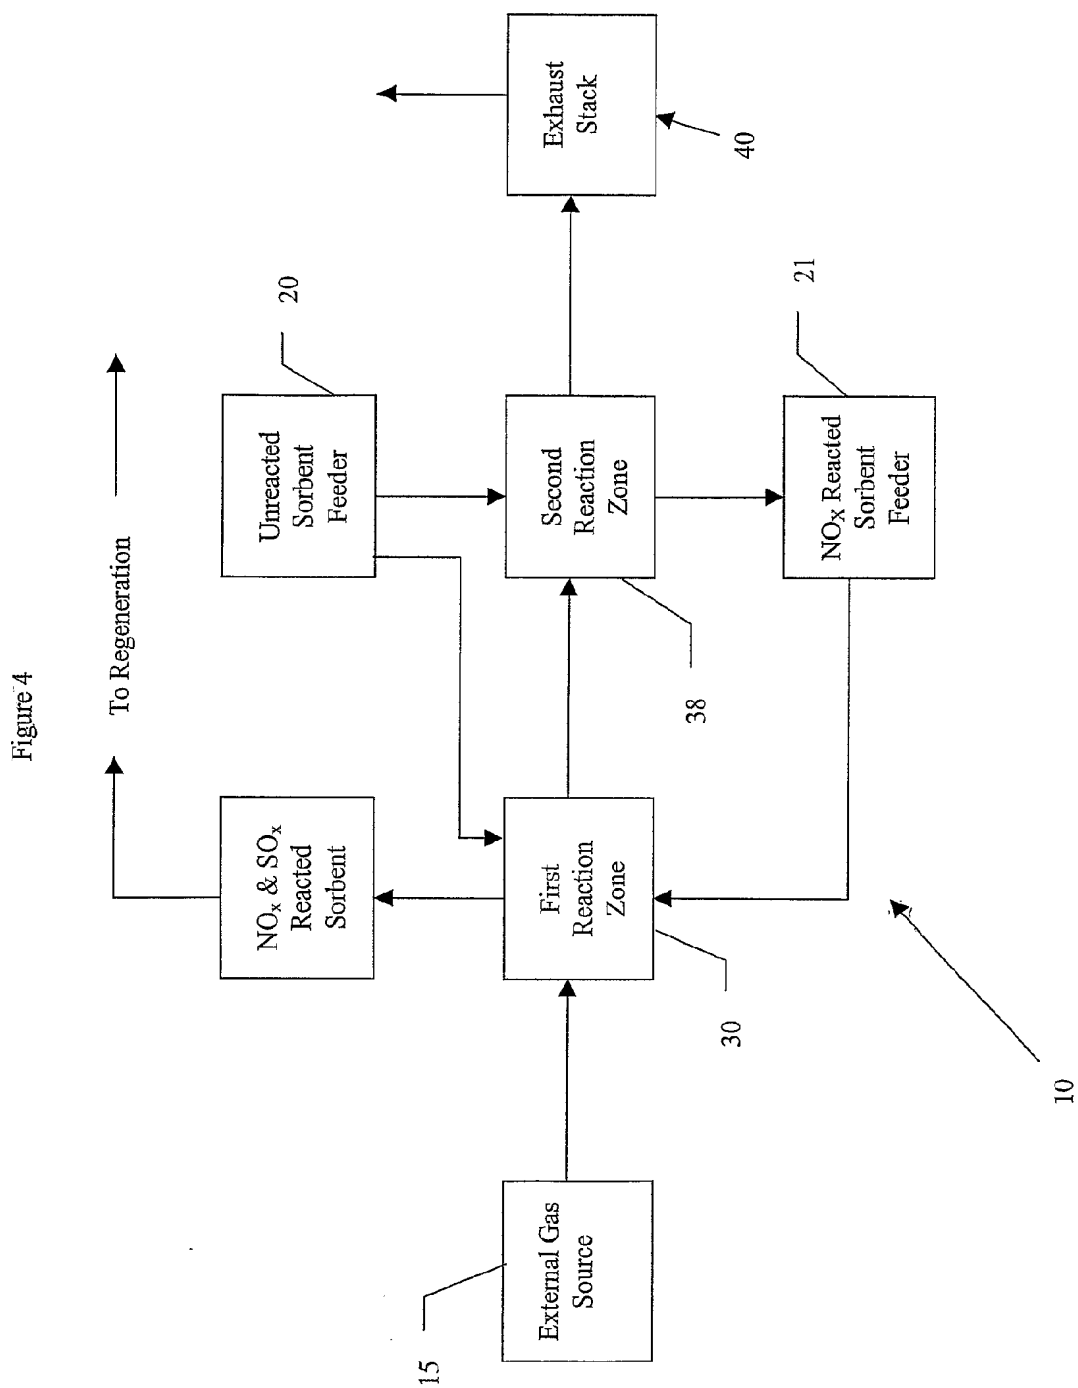 Figure 4
To Regeneration
NOx & SOx
Reacted
Sorbent
Unreacted
Sorbent
Feeder
20
External Gas
Source
15
First
Reaction
Zone
30
Second
Reaction
Zone
38
Exhaust
Stack
40
NOX Reacted
Sorbent
Feeder
21
10